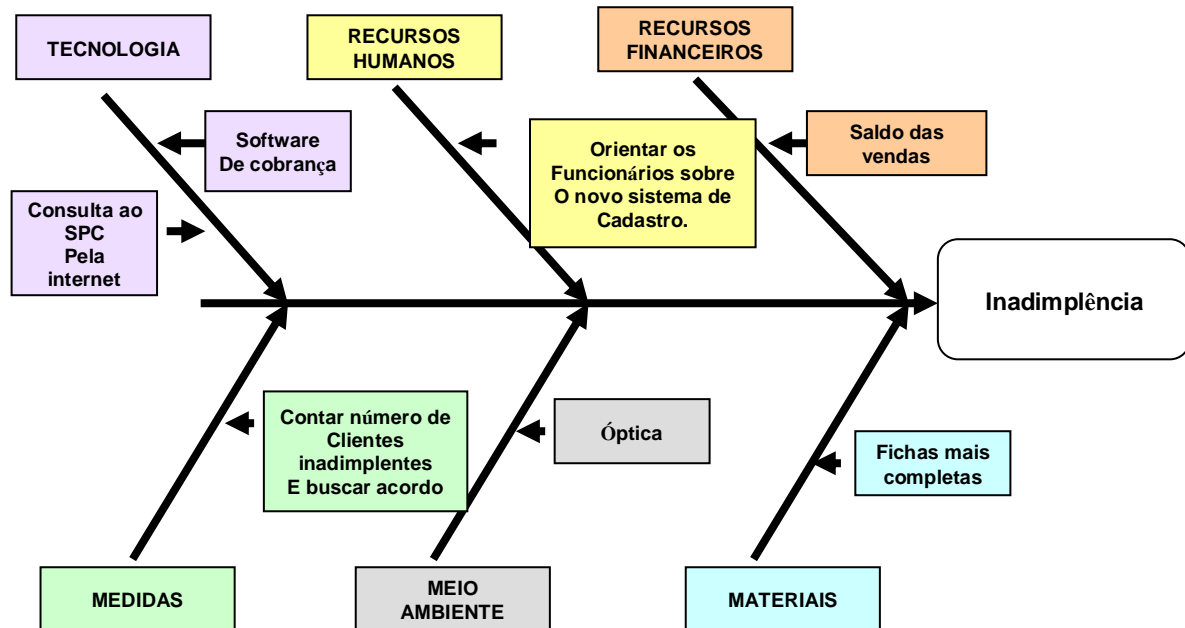 TECNOLOGIA
RECURSOS
HUMANOS
RECURSOS
FINANCEIROS
Software
De cobrança
Orientar os
Funcionários sobre
O novo sistema de
Cadastro.
Saldo das
vendas
Consulta ao
SPC
Pela
internet
Inadimplência
Contar número de
Clientes
inadimplentes
E buscar acordo
Óptica
Fichas mais
completas
MEDIDAS
MEIO
AMBIENTE
MATERIAIS